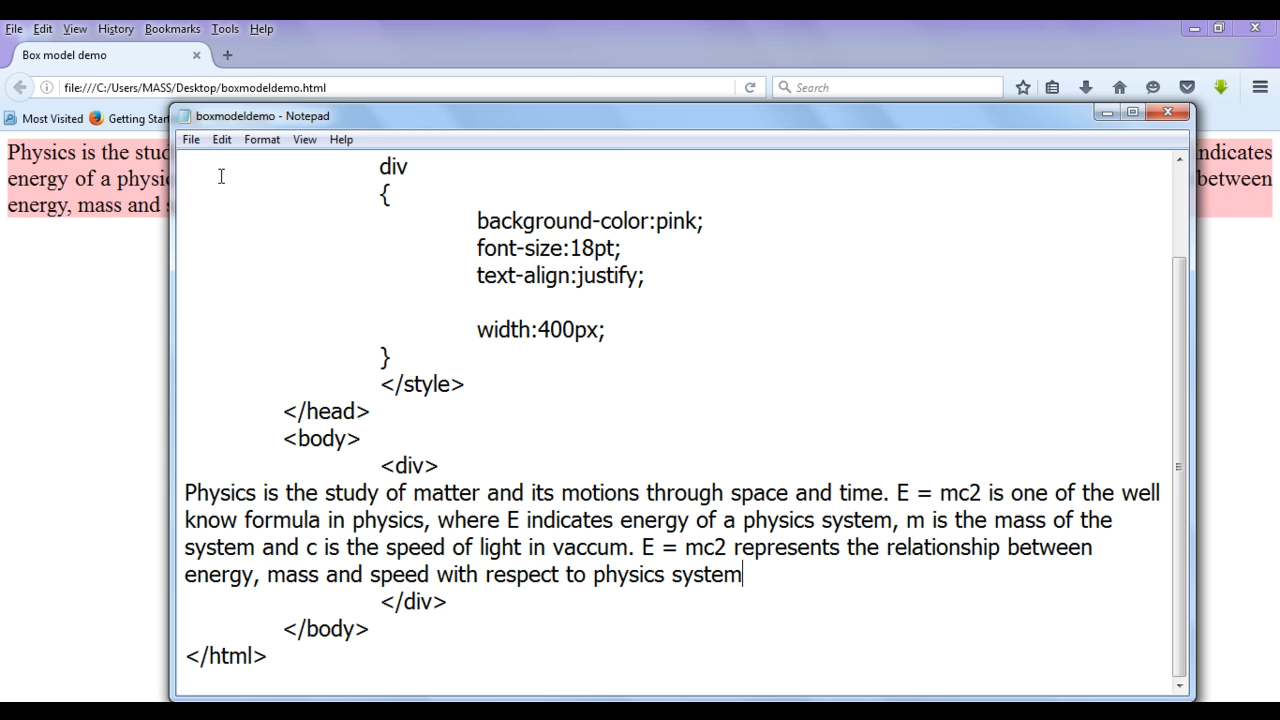 File Edit View History Bookmarks Tools Help
Box model demo
file:///C:/Users/MASS/Desktop/boxmodeldemo.html Search
Most Visited Getting
boxmodeldemo - Notepad
File Edit Format View Help
Physics is the ndicates
energy of a between
energy, mass and
div
{
background-color:pink;
font-size:18pt;
text-align:justify;
width:400px;
}
</style>
</head>
<body>
<div>
Physics is the study of matter and its motions through space and time. E = mc2 is one of the well
know formula in physics, where E indicates energy of a physics system, m is the mass of the
system and c is the speed of light in vaccum. E = mc2 represents the relationship between
energy, mass and speed with respect to physics system
</div>
</body>
</html>